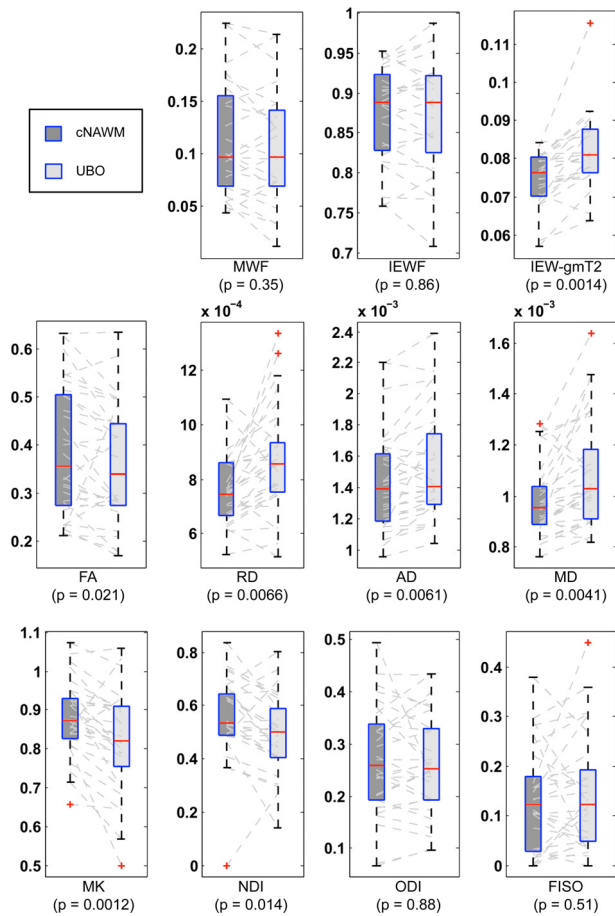 cNAWM
UBO
0.2
0.15
0.1
0.05
MWF
(p = 0.35)
1
0.95
0.9
0.85
0.8
0.75
0.7
IEWF
(p = 0.86)
0.11
0.1
0.09
0.08
0.07
0.06
IEW-gmT2
(p = 0.0014)
0.6
0.5
0.4
0.3
0.2
FA
(p = 0.021)
x 10⁻⁴
12
10
8
6
RD
(p = 0.0066)
x 10⁻³
2.4
2.2
2
1.8
1.6
1.4
1.2
1
AD
(p = 0.0061)
x 10⁻³
1.6
1.4
1.2
1
0.8
MD
(p = 0.0041)
1.1
1
0.9
0.8
0.7
0.6
0.5
MK
(p = 0.0012)
0.8
0.6
0.4
0.2
0
NDI
(p = 0.014)
0.5
0.4
0.3
0.2
0.1
ODI
(p = 0.88)
0.4
0.3
0.2
0.1
0
FISO
(p = 0.51)